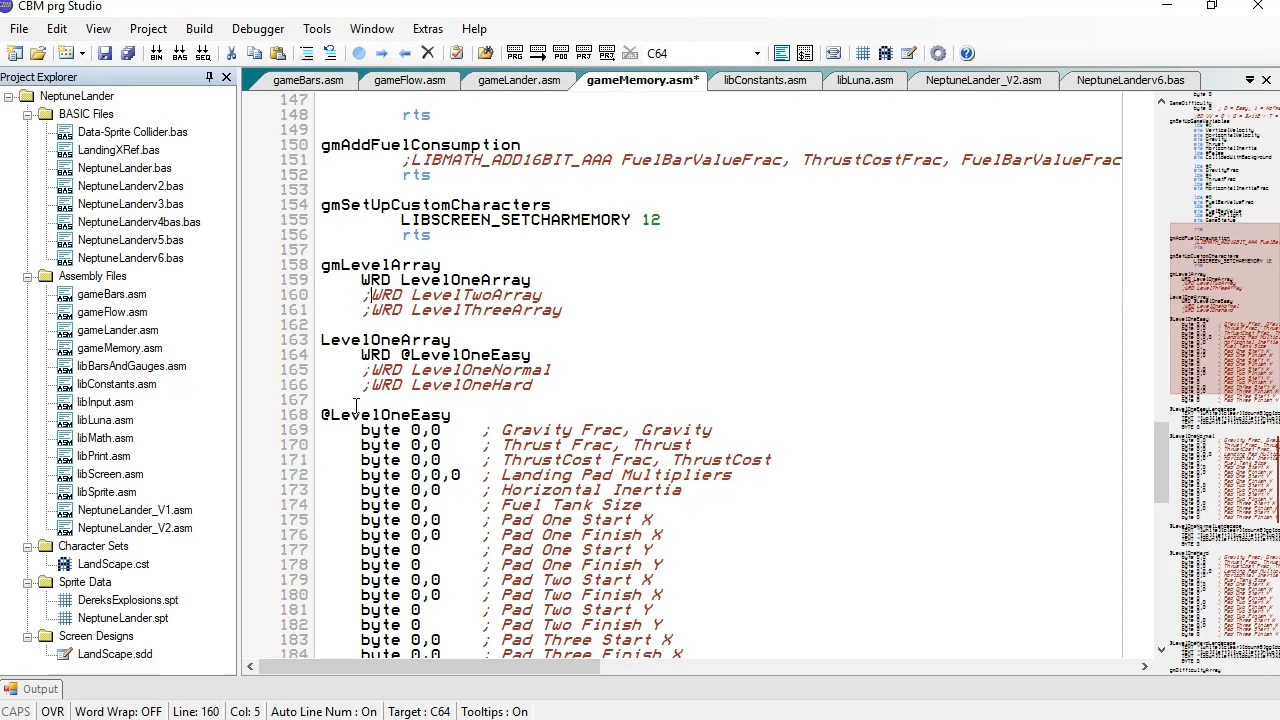 CBM prg Studio
File Edit View Project Build Debugger Tools Window Extras Help
C64
Project Explorer
gameBars.asm gameFlow.asm gameLander.asm gameMemory.asm* libConstants.asm libLuna.asm NeptuneLander_V2.asm NeptuneLanderv6.bas
NeptuneLander
BASIC Files
Data-Sprite Collider.bas
LandingXRef.bas
NeptuneLander.bas
NeptuneLanderv2.bas
NeptuneLanderv3.bas
NeptuneLanderv4bas.bas
NeptuneLanderv5.bas
NeptuneLanderv6.bas
Assembly Files
gameBars.asm
gameFlow.asm
gameLander.asm
gameMemory.asm
libBarsAndGauges.asm
libConstants.asm
libInput.asm
libLuna.asm
libMath.asm
libPrint.asm
libScreen.asm
libSprite.asm
NeptuneLander_V1.asm
NeptuneLander_V2.asm
Character Sets
LandScape.cst
Sprite Data
DereksExplosions.spt
NeptuneLander.spt
Screen Designs
LandScape.sdd
147
148 rts
149
150 gmAddFuelConsumption
151 ;LIBMATH_ADD16BIT_AAA FuelBarValueFrac, ThrustCostFrac, FuelBarValueFrac
152 rts
153
154 gmSetUpCustomCharacters
155 LIBSCREEN_SETCHARMEMORY 12
156 rts
157
158 gmLevelArray
159 WRD LevelOneArray
160 ;WRD LevelTwoArray
161 ;WRD LevelThreeArray
162
163 LevelOneArray
164 WRD @LevelOneEasy
165 ;WRD LevelOneNormal
166 ;WRD LevelOneHard
167
168 @LevelOneEasy
169 byte 0,0 ; Gravity Frac, Gravity
170 byte 0,0 ; Thrust Frac, Thrust
171 byte 0,0 ; ThrustCost Frac, ThrustCost
172 byte 0,0,0 ; Landing Pad Multipliers
173 byte 0,0 ; Horizontal Inertia
174 byte 0, ; Fuel Tank Size
175 byte 0,0 ; Pad One Start X
176 byte 0,0 ; Pad One Finish X
177 byte 0 ; Pad One Start Y
178 byte 0 ; Pad One Finish Y
179 byte 0,0 ; Pad Two Start X
180 byte 0,0 ; Pad Two Finish X
181 byte 0 ; Pad Two Start Y
182 byte 0 ; Pad Two Finish Y
183 byte 0,0 ; Pad Three Start X
184 byte 0,0 ; Pad Three Finish X
Output
CAPS OVR Word Wrap: OFF Line: 160 Col: 5 Auto Line Num : On Target : C64 Tooltips : On